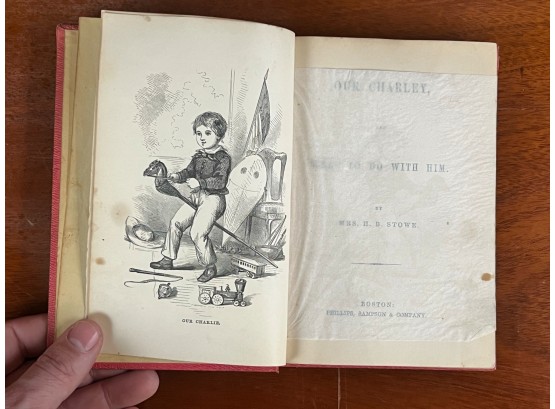 OUR CHARLIE.
OUR CHARLEY,
TO DO WITH HIM.
BY
MRS. H. B. STOWE
BOSTON:
PHILLIPS, SAMPSON & COMPANY.